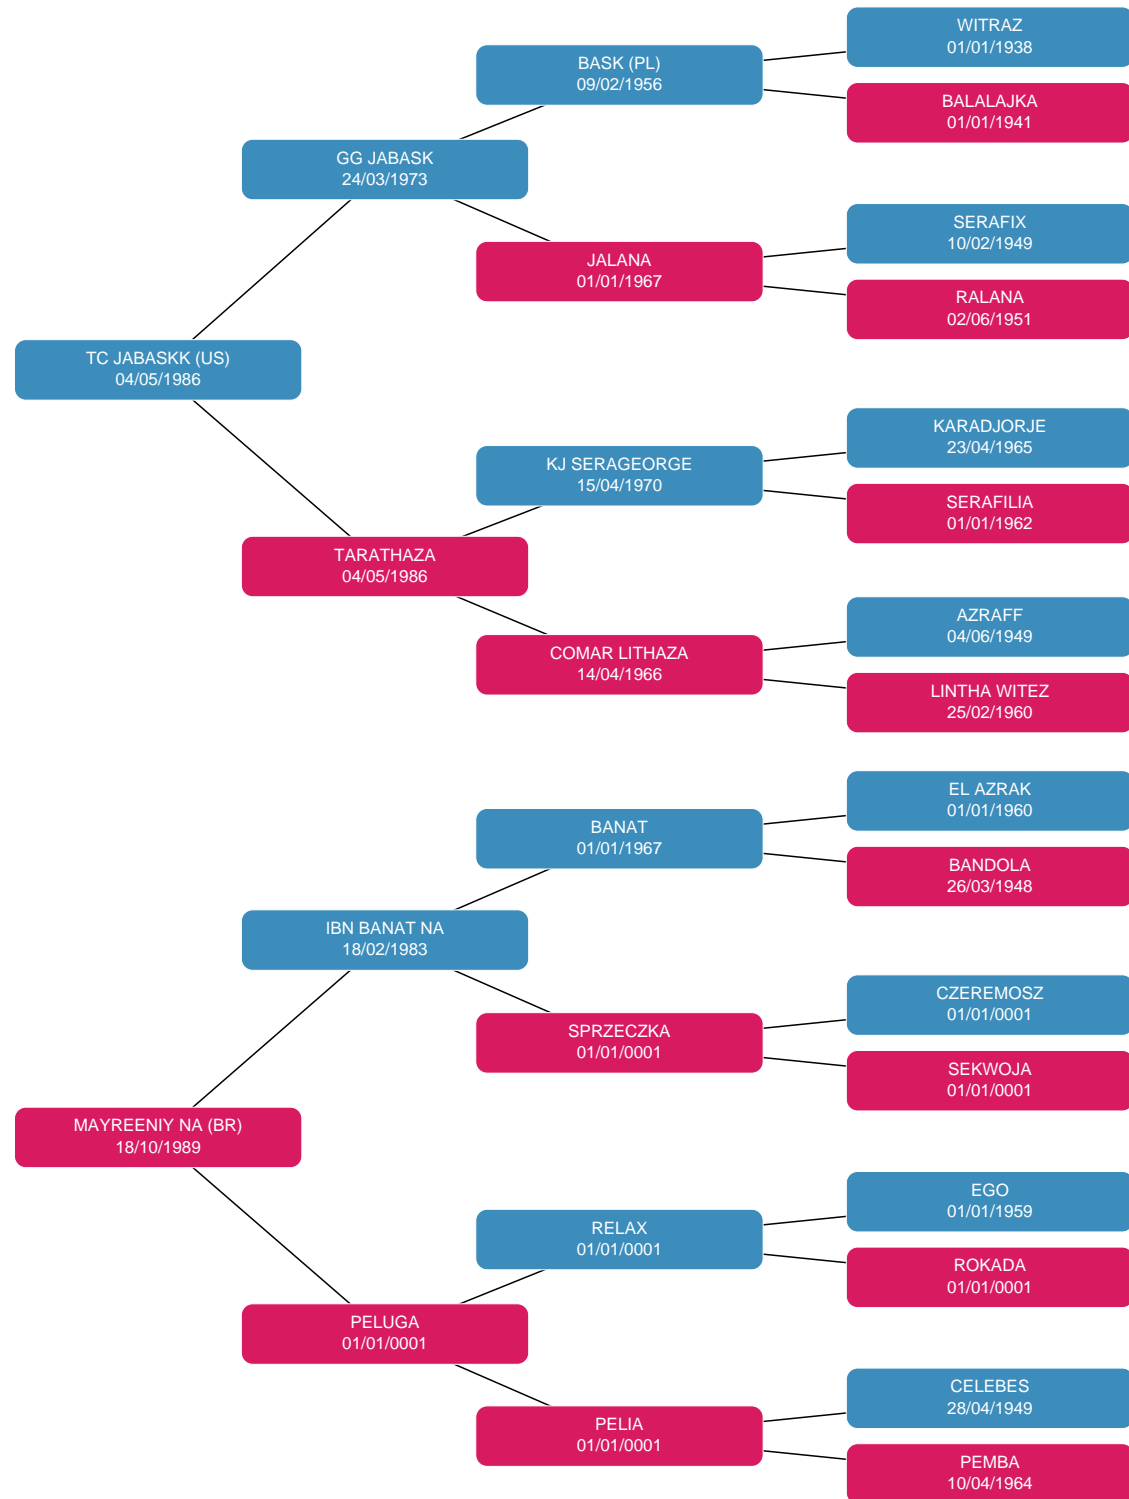 WITRAZ
01/01/1938
BASK (PL)
09/02/1956
BALALAJKA
01/01/1941
GG JABASK
24/03/1973
SERAFIX
10/02/1949
JALANA
01/01/1967
RALANA
02/06/1951
TC JABASKK (US)
04/05/1986
KARADJORJE
23/04/1965
KJ SERAGEORGE
15/04/1970
SERAFILIA
01/01/1962
TARATHAZA
04/05/1986
AZRAFF
04/06/1949
COMAR LITHAZA
14/04/1966
LINTHA WITEZ
25/02/1960
EL AZRAK
01/01/1960
BANAT
01/01/1967
BANDOLA
26/03/1948
IBN BANAT NA
18/02/1983
CZEREMOSZ
01/01/0001
SPRZECZKA
01/01/0001
SEKWOJA
01/01/0001
MAYREENIY NA (BR)
18/10/1989
EGO
01/01/1959
RELAX
01/01/0001
ROKADA
01/01/0001
PELUGA
01/01/0001
CELEBES
28/04/1949
PELIA
01/01/0001
PEMBA
10/04/1964